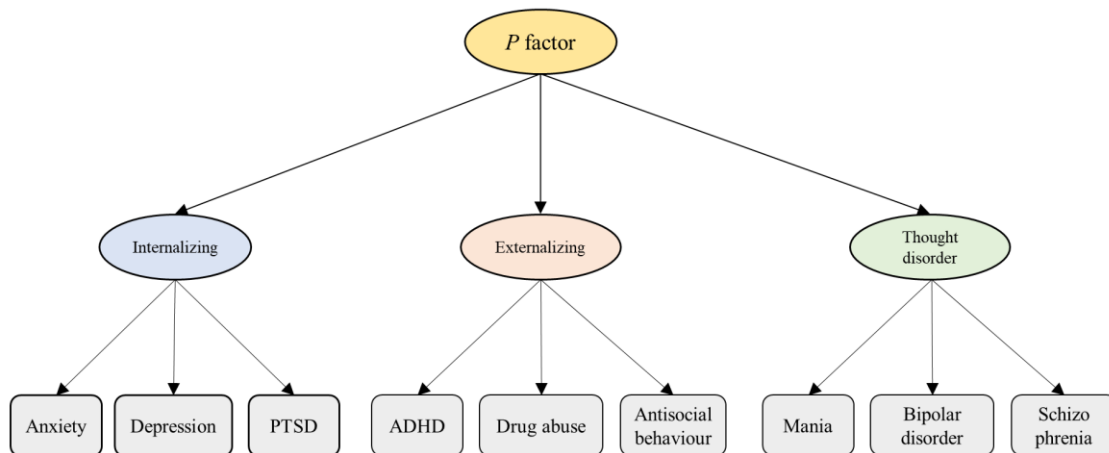 P factor
Internalizing
Externalizing
Thought
disorder
Anxiety
Depression
PTSD
ADHD
Drug abuse
Antisocial
behaviour
Mania
Bipolar
disorder
Schizo
phrenia